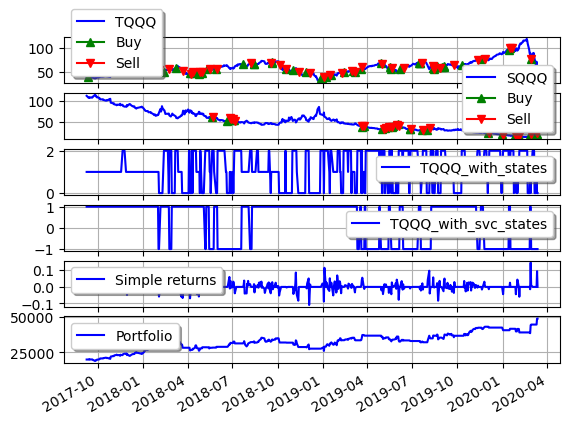 TQQQ
Buy
Sell
100
50
SQQQ
Buy
Sell
100
50
2
TQQQ_with_states
0
1
TQQQ_with_svc_states
−1
0.1
Simple returns
0.0
−0.1
50000
Portfolio
25000
2017-10
2018-01
2018-04
2018-07
2018-10
2019-01
2019-04
2019-07
2019-10
2020-01
2020-04